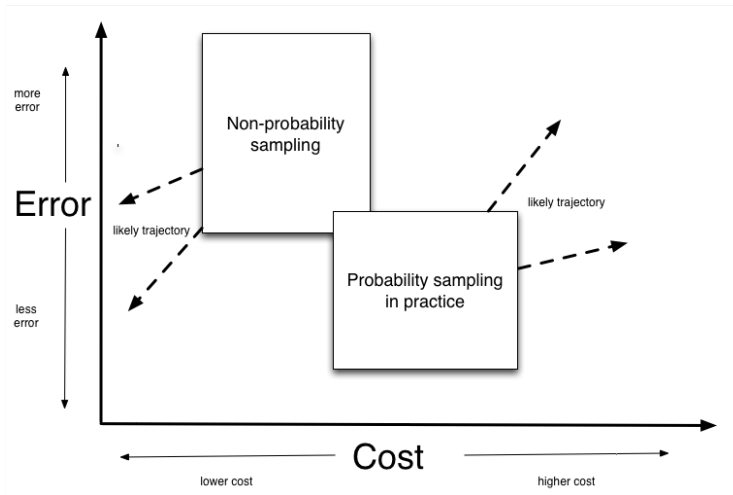 more
error
Error
less
error
Non-probability
sampling
likely trajectory
likely trajectory
Probability sampling
in practice
Cost
lower cost
higher cost